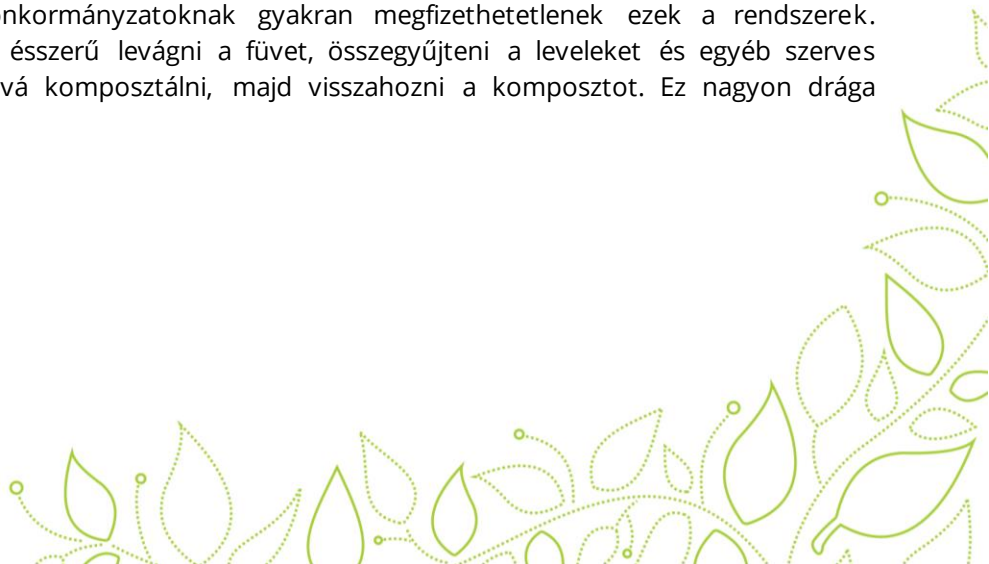 önkormányzatoknak gyakran megfizethetetlenek ezek a rendszerek.
ésszerű levágni a füvet, összegyűjteni a leveleket és egyéb szerves
vá komposztálni, majd visszahozni a komposztot. Ez nagyon drága